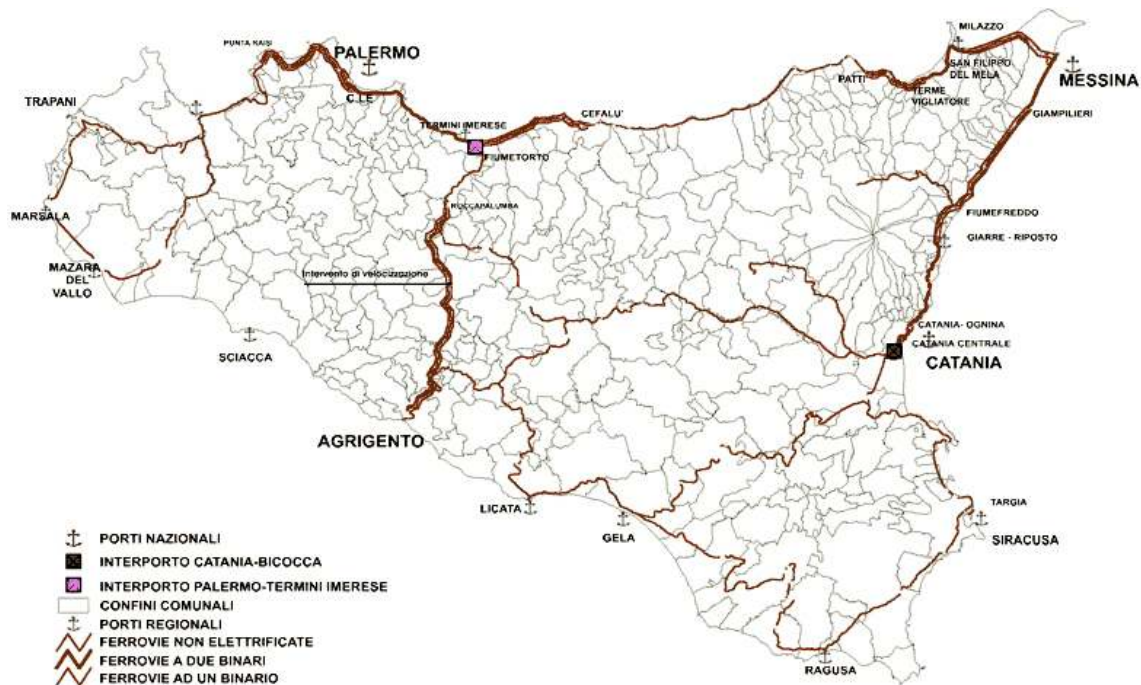 MILAZZO
PUNTA RAISI
PALERMO
SAN FILIPPO
DEL MELA
MESSINA
PATTI
TERME
VIGLIATORE
C.LE
TRAPANI
CEFALU'
GIAMPILIERI
TERMINI IMERESE
FIUMETORTO
ROCCAPALUMBA
MARSALA
FIUMEFREDDO
GIARRE - RIPOSTO
MAZARA
DEL
VALLO
Intervento di velocizzazione
CATANIA- OGNINA
CATANIA CENTRALE
SCIACCA
CATANIA
AGRIGENTO
LICATA
TARGIA
GELA
SIRACUSA
PORTI NAZIONALI
INTERPORTO CATANIA-BICOCCA
INTERPORTO PALERMO-TERMINI IMERESE
CONFINI COMUNALI
PORTI REGIONALI
FERROVIE NON ELETTRIFICATE
FERROVIE A DUE BINARI
FERROVIE AD UN BINARIO
RAGUSA